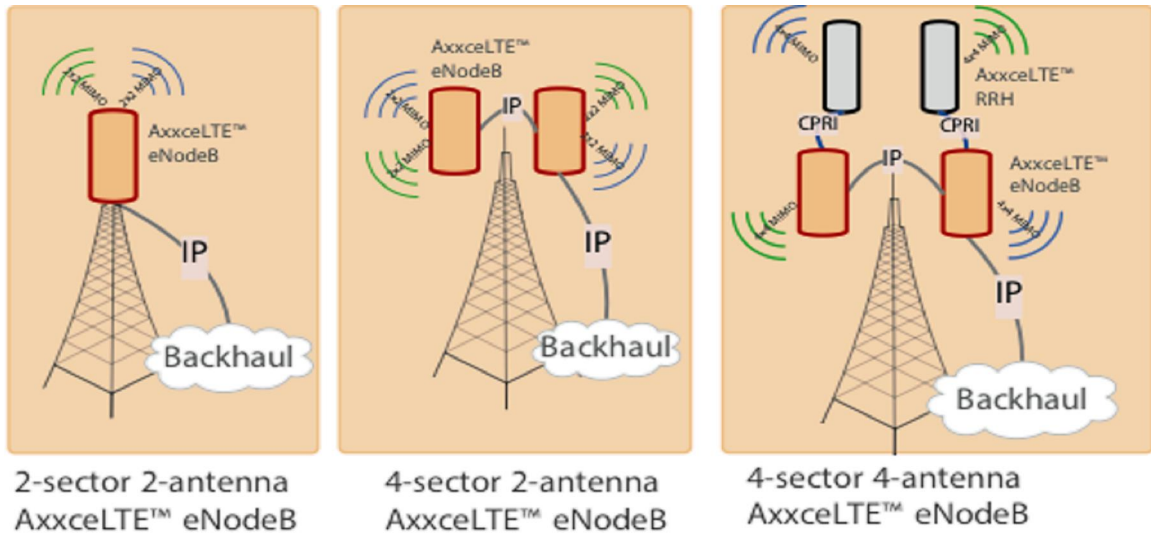 2x2 MIMO
2x2 MIMO
AxxceLTE™
eNodeB
IP
Backhaul
2-sector 2-antenna
AxxceLTE™ eNodeB
AxxceLTE™
eNodeB
2x2 MIMO
IP
2x2 MIMO
2x2 MIMO
2x2 MIMO
IP
Backhaul
4-sector 2-antenna
AxxceLTE™ eNodeB
4x4 MIMO
4x4 MIMO
AxxceLTE™
RRH
CPRI
CPRI
IP
AxxceLTE™
eNodeB
4x4 MIMO
4x4 MIMO
IP
Backhaul
4-sector 4-antenna
AxxceLTE™ eNodeB